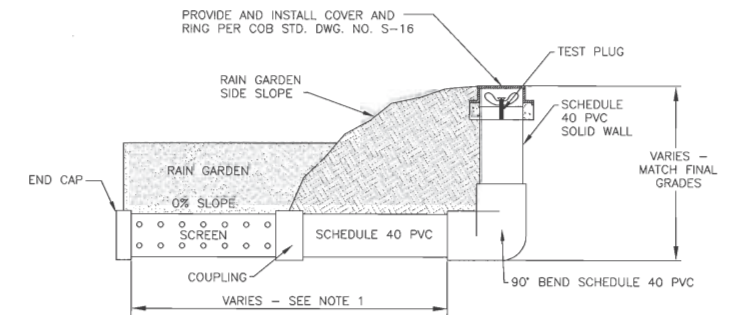 PROVIDE AND INSTALL COVER AND
RING PER COB STD. DWG. NO. S-16
TEST PLUG
RAIN GARDEN
SIDE SLOPE
SCHEDULE
40 PVC
SOLID WALL
VARIES -
MATCH FINAL
GRADES
RAIN GARDEN
END CAP
0% SLOPE
SCREEN
SCHEDULE 40 PVC
COUPLING
90° BEND SCHEDULE 40 PVC
VARIES - SEE NOTE 1